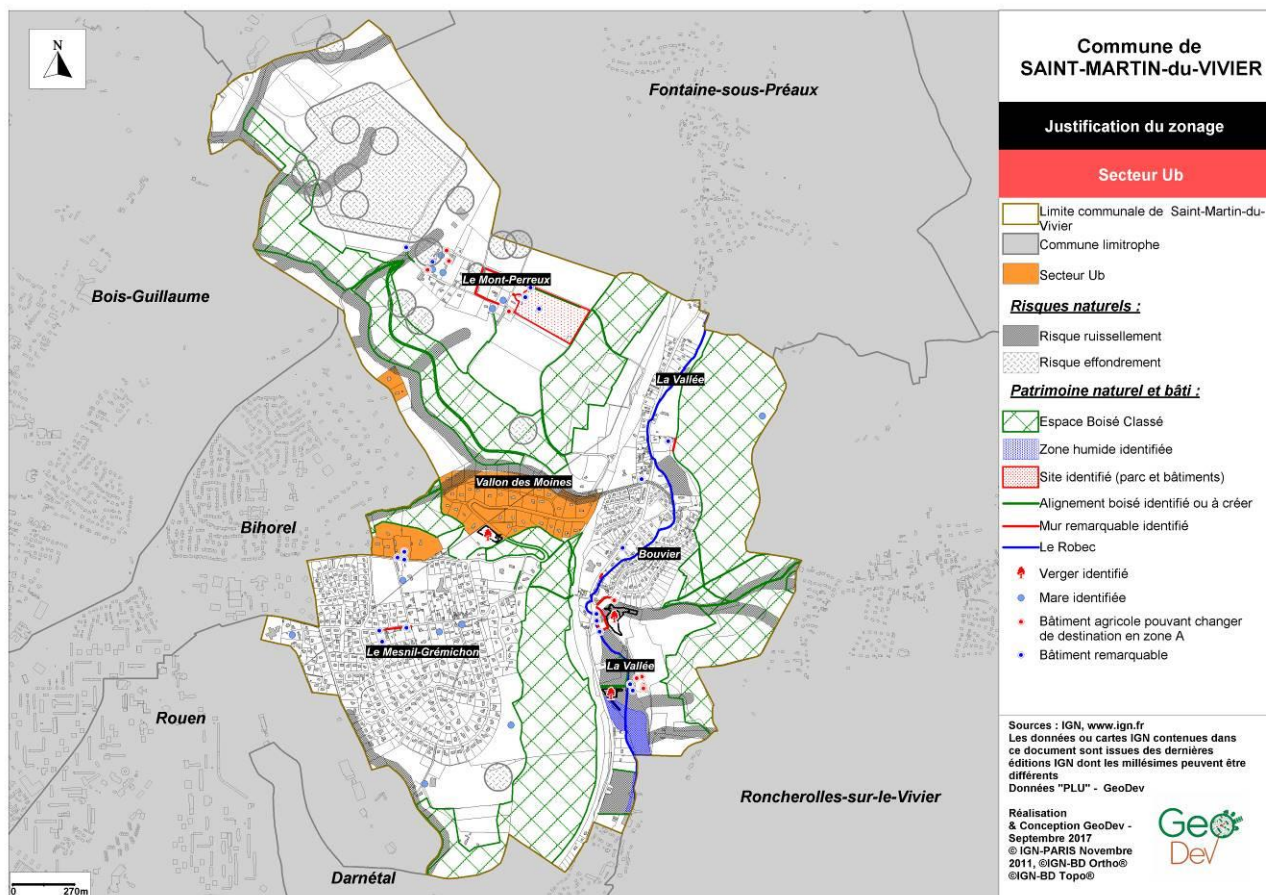 N
Fontaine-sous-Préaux
Bois-Guillaume
Le Mont-Perreux
La Vallée
Vallon des Moines
Bihorel
Bouvier
Le Mesnil-Grémichon
La Vallée
Rouen
Roncherolles-sur-le-Vivier
Darnétal
0 270m
Commune de
SAINT-MARTIN-du-VIVIER
Justification du zonage
Secteur Ub
Limite communale de Saint-Martin-du-
Vivier
Commune limitrophe
Secteur Ub
Risques naturels :
Risque ruissellement
Risque effondrement
Patrimoine naturel et bâti :
Espace Boisé Classé
Zone humide identifiée
Site identifié (parc et bâtiments)
Alignement boisé identifié ou à créer
Mur remarquable identifié
Le Robec
Verger identifié
Mare identifiée
Bâtiment agricole pouvant changer
de destination en zone A
Bâtiment remarquable
Sources : IGN, www.ign.fr
Les données ou cartes IGN contenues dans
ce document sont issues des dernières
éditions IGN dont les millésimes peuvent être
différents
Données "PLU" - GeoDev
Réalisation
& Conception GeoDev -
Septembre 2017
© IGN-PARIS Novembre
2011, ©IGN-BD Ortho®
©IGN-BD Topo®
Geo
Dev